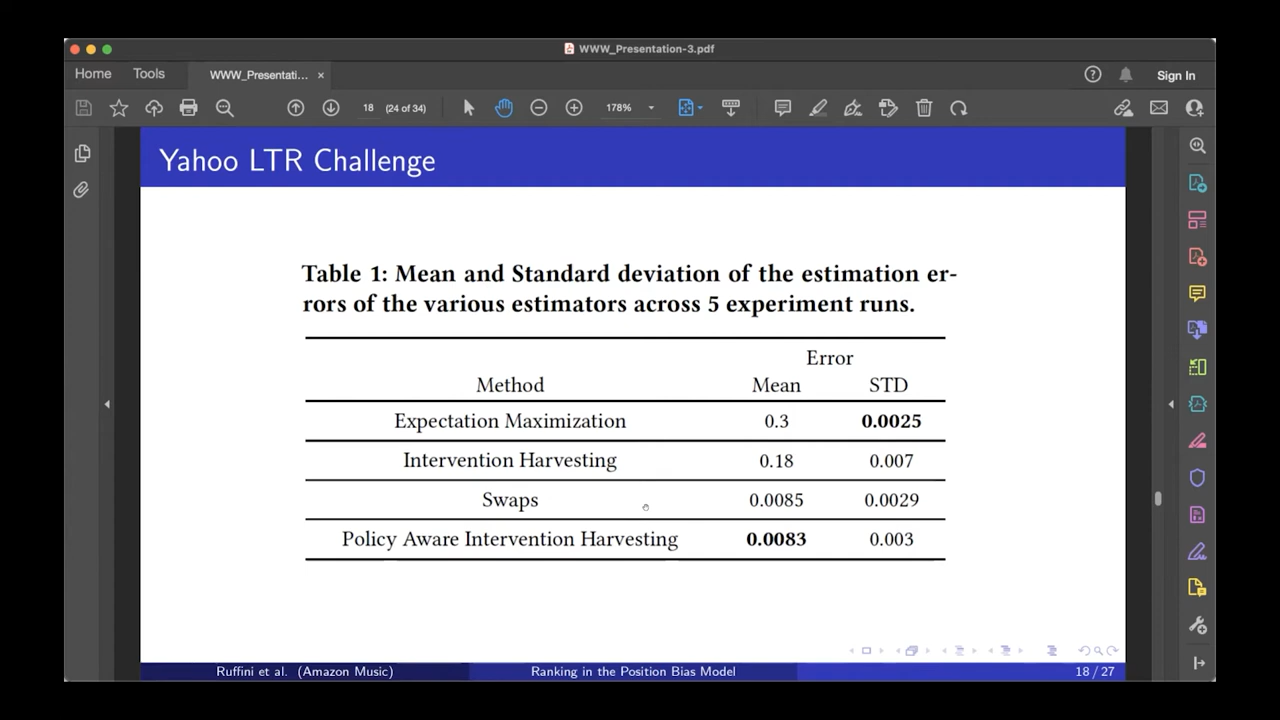 WWW_Presentation-3.pdf
Home Tools WWW_Presentati... × Sign In
18 (24 of 34) 178%
Yahoo LTR Challenge
Table 1: Mean and Standard deviation of the estimation er-
rors of the various estimators across 5 experiment runs.
Error
Method Mean STD
Expectation Maximization 0.3 0.0025
Intervention Harvesting 0.18 0.007
Swaps 0.0085 0.0029
Policy Aware Intervention Harvesting 0.0083 0.003
Ruffini et al. (Amazon Music) Ranking in the Position Bias Model 18 / 27